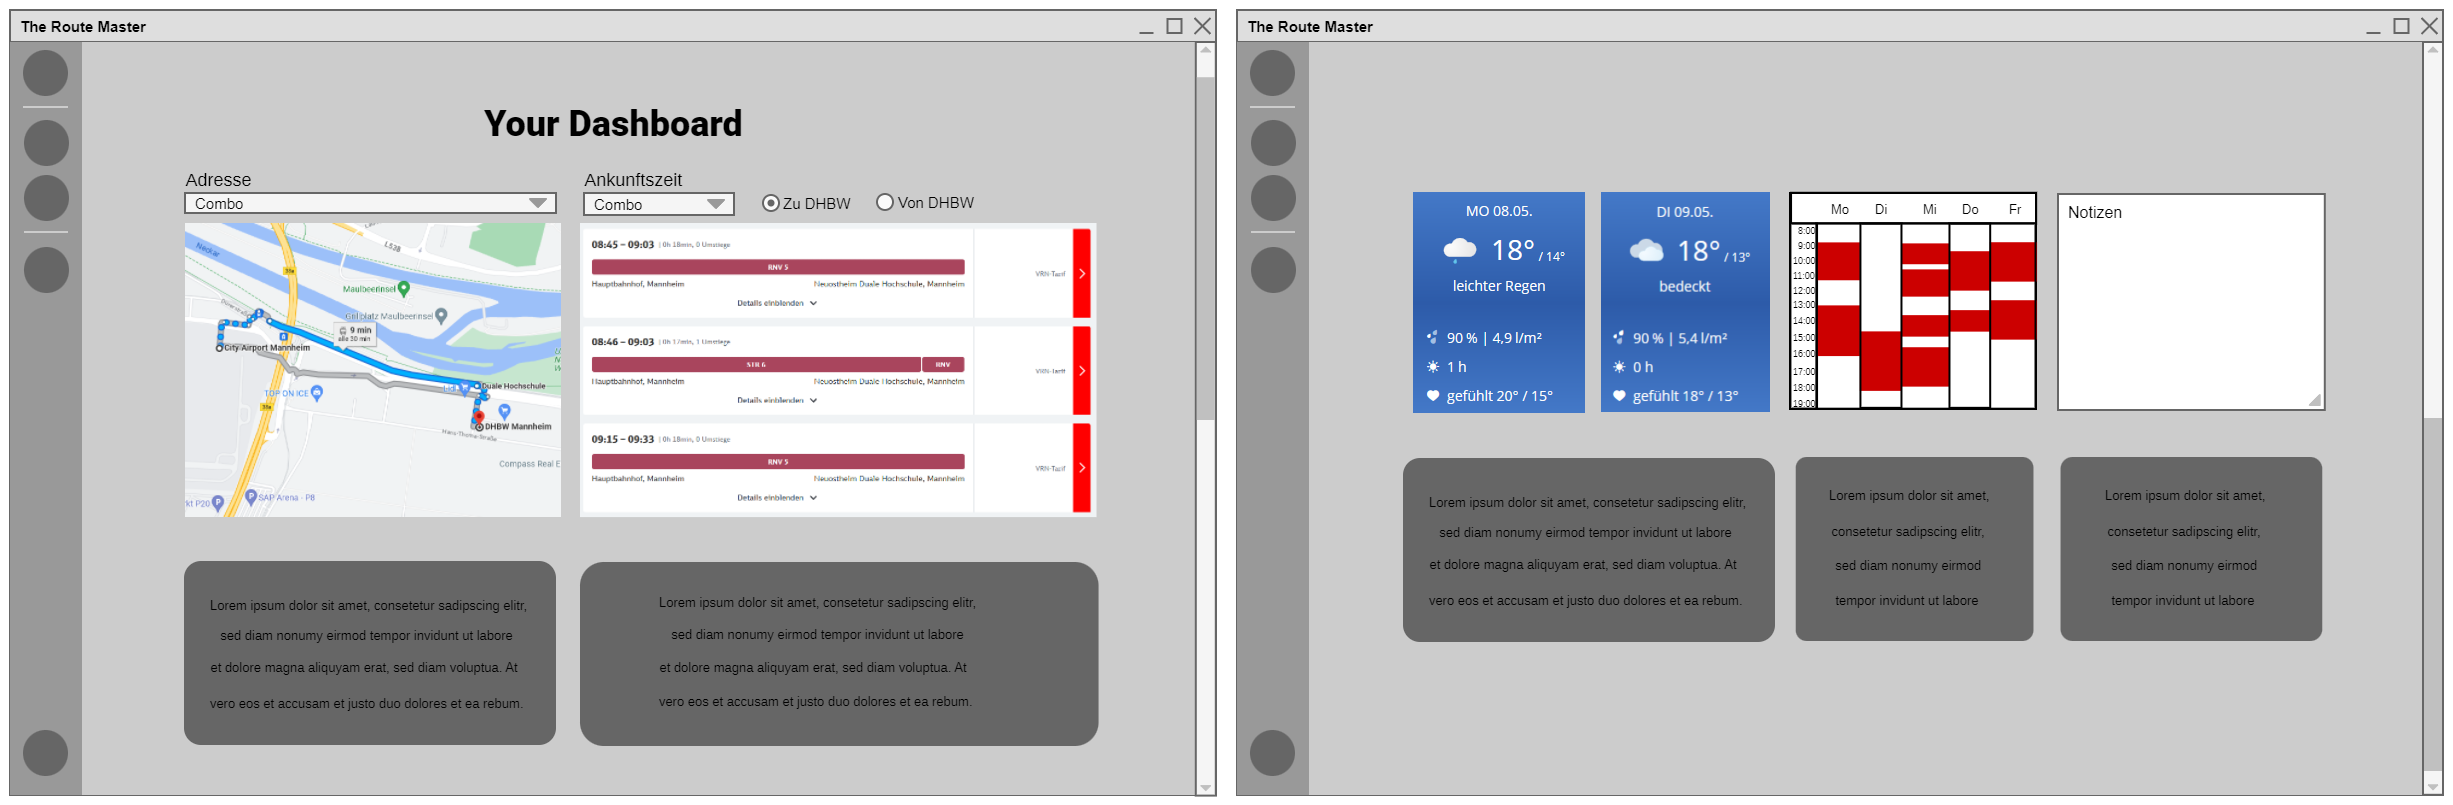 The Route Master
Your Dashboard
Adresse
Combo
Ankunftszeit
Combo
Zu DHBW
Von DHBW
Neckar
L538
38a
Maulbeerinsel
Grillplatz Maulbeerinsel
9 min
alle 30 min
6
City Airport Mannheim
Duale Hochschule
TOP ON ICE
Lidl
38a
DHBW Mannheim
Hans-Thoma-Straße
Compass Real E
SAP Arena - P8
rkt P20
08:45 – 09:03 | 0h 18min, 0 Umstiege
RNV 5
Hauptbahnhof, Mannheim
Neuostheim Duale Hochschule, Mannheim
Details einblenden
VRN-Tarif
08:46 – 09:03 | 0h 17min, 1 Umstiege
STR 6
RNV
Hauptbahnhof, Mannheim
Neuostheim Duale Hochschule, Mannheim
Details einblenden
VRN-Tarif
09:15 – 09:33 | 0h 18min, 0 Umstiege
RNV 5
Hauptbahnhof, Mannheim
Neuostheim Duale Hochschule, Mannheim
Details einblenden
VRN-Tarif
Lorem ipsum dolor sit amet, consetetur sadipscing elitr,
sed diam nonumy eirmod tempor invidunt ut labore
et dolore magna aliquyam erat, sed diam voluptua. At
vero eos et accusam et justo duo dolores et ea rebum.
Lorem ipsum dolor sit amet, consetetur sadipscing elitr,
sed diam nonumy eirmod tempor invidunt ut labore
et dolore magna aliquyam erat, sed diam voluptua. At
vero eos et accusam et justo duo dolores et ea rebum.
The Route Master
MO 08.05.
18° / 14°
leichter Regen
90 % | 4,9 l/m²
1 h
gefühlt 20° / 15°
DI 09.05.
18° / 13°
bedeckt
90 % | 5,4 l/m²
0 h
gefühlt 18° / 13°
Mo Di Mi Do Fr
8:00
9:00
10:00
11:00
12:00
13:00
14:00
15:00
16:00
17:00
18:00
19:00
Notizen
Lorem ipsum dolor sit amet, consetetur sadipscing elitr,
sed diam nonumy eirmod tempor invidunt ut labore
et dolore magna aliquyam erat, sed diam voluptua. At
vero eos et accusam et justo duo dolores et ea rebum.
Lorem ipsum dolor sit amet,
consetetur sadipscing elitr,
sed diam nonumy eirmod
tempor invidunt ut labore
Lorem ipsum dolor sit amet,
consetetur sadipscing elitr,
sed diam nonumy eirmod
tempor invidunt ut labore